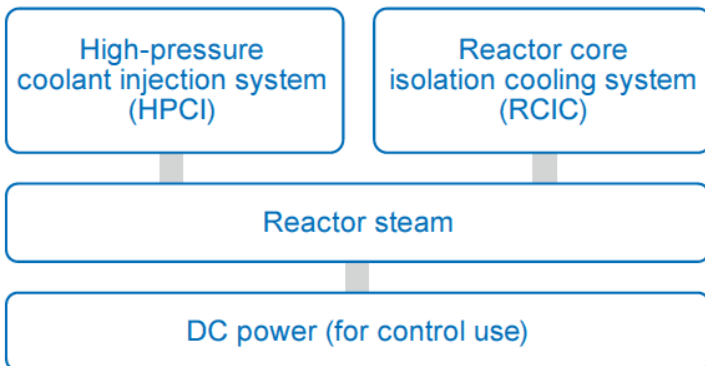 High-pressure
coolant injection system
(HPCI)
Reactor core
isolation cooling system
(RCIC)
Reactor steam
DC power (for control use)